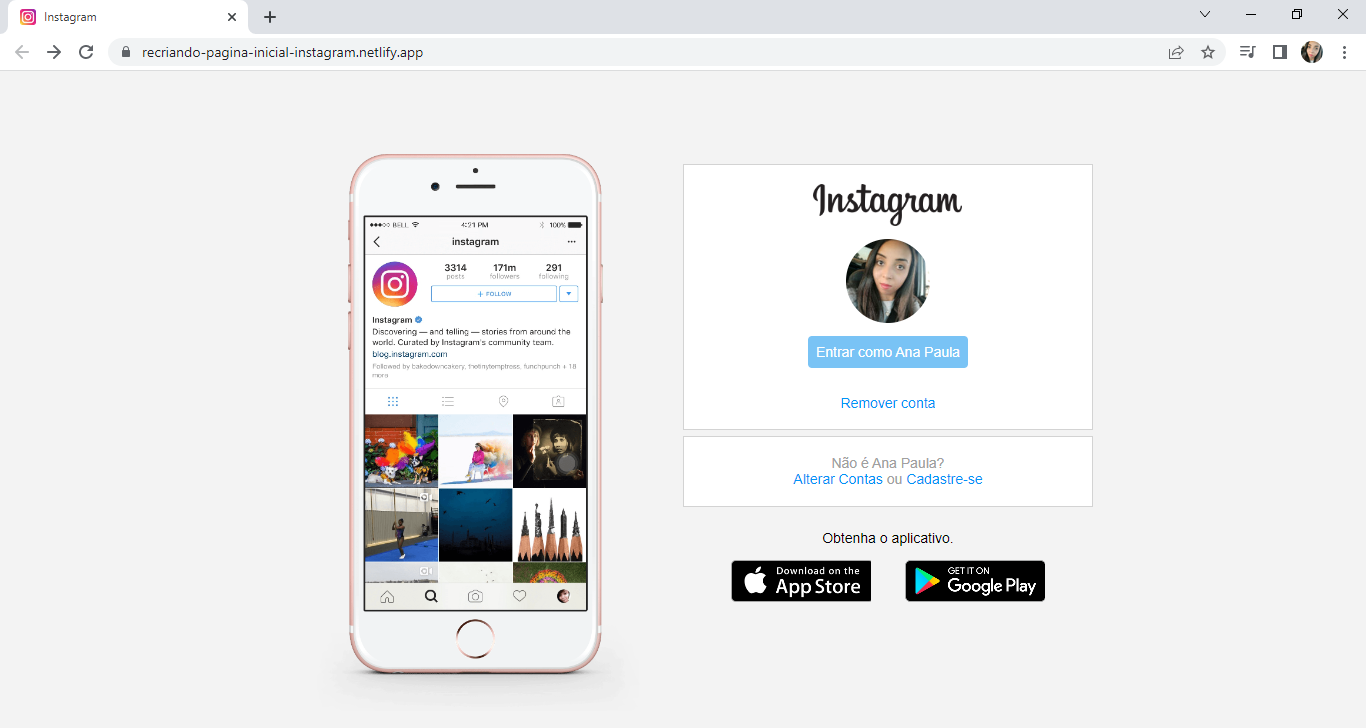 Instagram
recriando-pagina-inicial-instagram.netlify.app
BELL 4:21 PM 100%
instagram
3314 171m 291
posts followers following
+ FOLLOW
Instagram
Discovering — and telling — stories from around the
world. Curated by Instagram's community team.
blog.instagram.com
Followed by bakedowncakery, thetinytemptress, funchpunch + 18
more.
Instagram
Entrar como Ana Paula
Remover conta
Não é Ana Paula?
Alterar Contas ou Cadastre-se
Obtenha o aplicativo.
Download on the
App Store
GET IT ON
Google Play